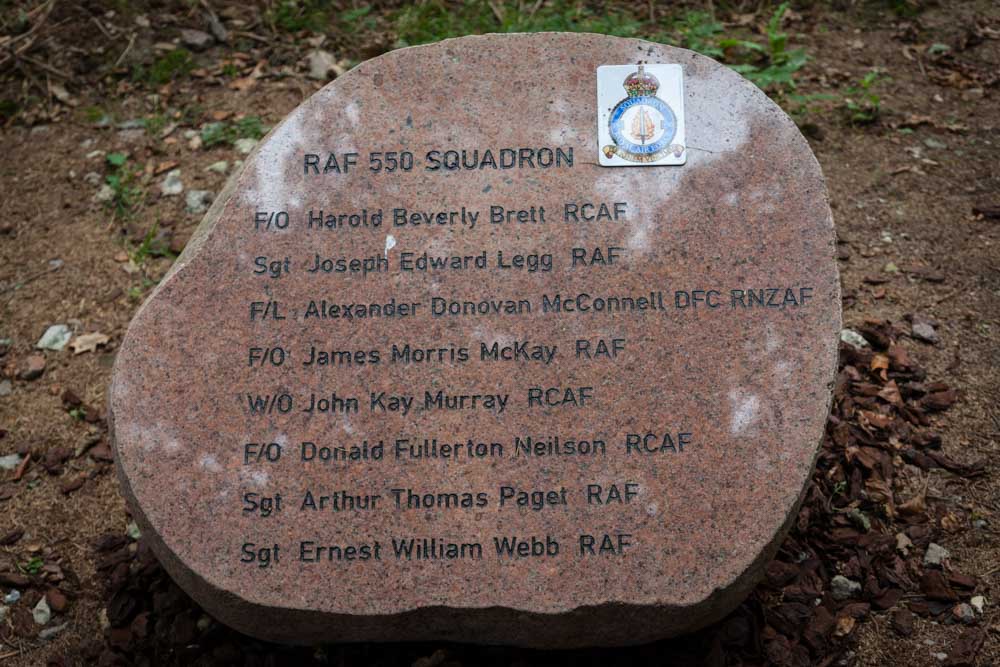 RAF 550 SQUADRON
SQUADRON
F/O Harold Beverly Brett RCAF
Sgt Joseph Edward Legg RAF
F/L Alexander Donovan McConnell DFC RNZAF
F/O James Morris McKay RAF
W/O John Kay Murray RCAF
F/O Donald Fullerton Neilson RCAF
Sgt Arthur Thomas Paget RAF
Sgt Ernest William Webb RAF